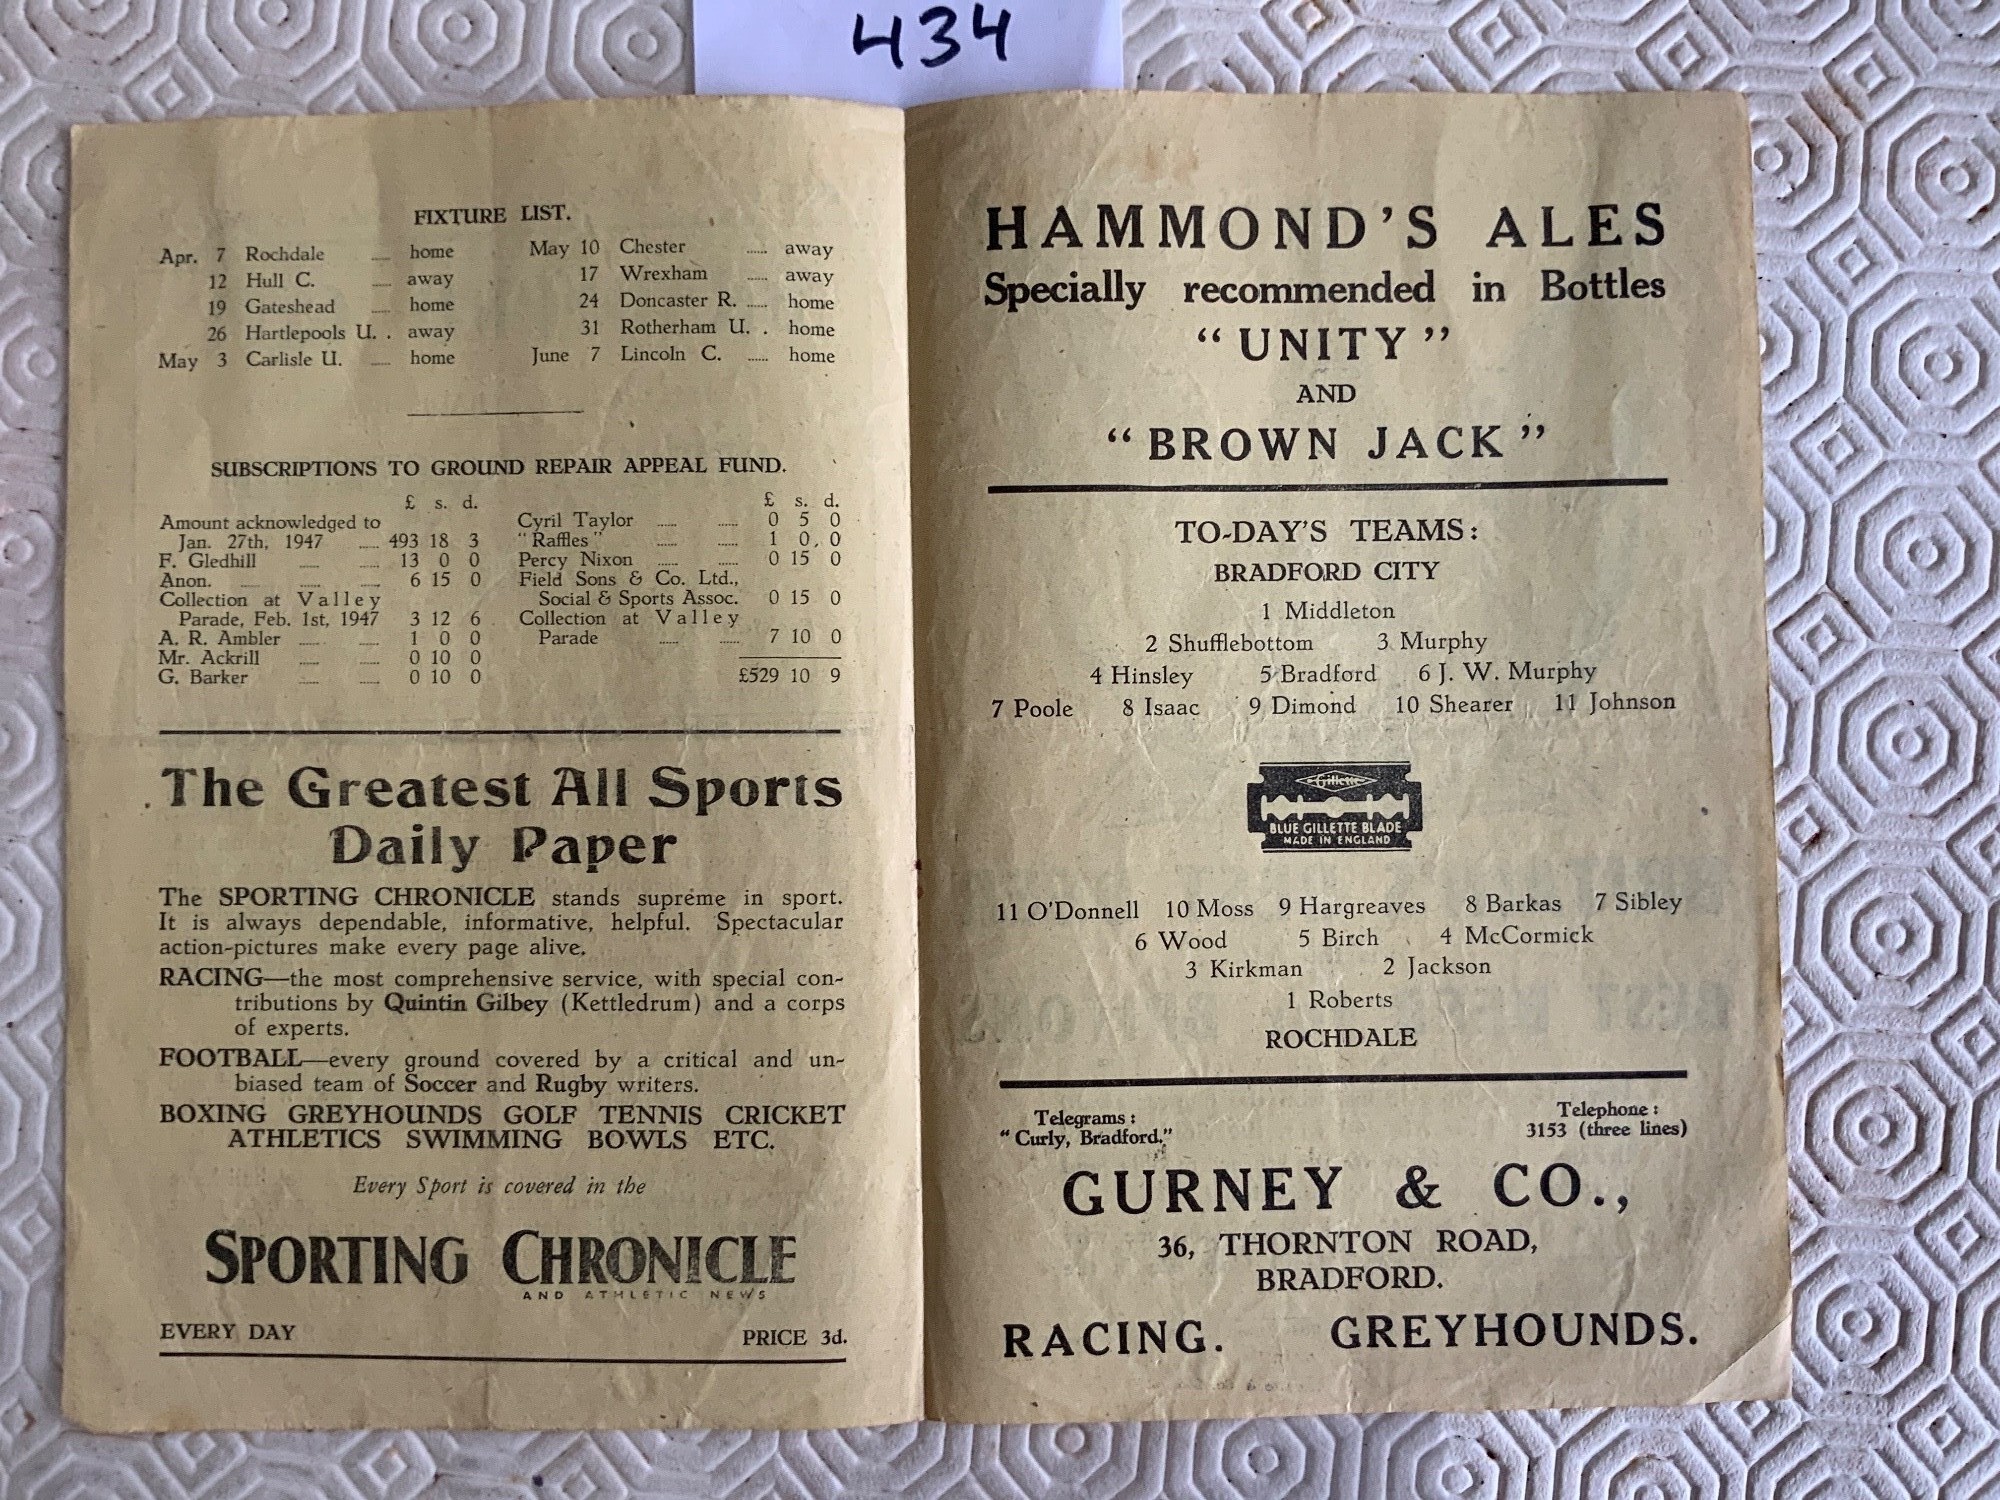 434
FIXTURE LIST.
Apr. 7 Rochdale ..... home
12 Hull C. ..... away
19 Gateshead ..... home
26 Hartlepools U. . . away
May 3 Carlisle U. ..... home
May 10 Chester ..... away
17 Wrexham ..... away
24 Doncaster R. ..... home
31 Rotherham U. . home
June 7 Lincoln C. ..... home
SUBSCRIPTIONS TO GROUND REPAIR APPEAL FUND.
£ s. d.
Amount acknowledged to
Jan. 27th, 1947 ..... 493 18 3
F. Gledhill ..... ..... 13 0 0
Anon. ..... ..... ..... 6 15 0
Collection at Valley
Parade, Feb. 1st, 1947 3 12 6
A. R. Ambler ..... ..... 1 0 0
Mr. Ackrill ..... ..... 0 10 0
G. Barker ..... ..... 0 10 0
£ s. d.
Cyril Taylor ..... ..... 0 5 0
"Raffles" ..... ..... 1 0 0
Percy Nixon ..... ..... 0 15 0
Field Sons & Co. Ltd.,
Social & Sports Assoc. 0 15 0
Collection at Valley
Parade ..... ..... 7 10 0
£529 10 9
The Greatest All Sports
Daily Paper
The SPORTING CHRONICLE stands supreme in sport.
It is always dependable, informative, helpful. Spectacular
action-pictures make every page alive.
RACING—the most comprehensive service, with special con-
tributions by Quintin Gilbey (Kettledrum) and a corps
of experts.
FOOTBALL—every ground covered by a critical and un-
biased team of Soccer and Rugby writers.
BOXING GREYHOUNDS GOLF TENNIS CRICKET
ATHLETICS SWIMMING BOWLS ETC.
Every Sport is covered in the
SPORTING CHRONICLE
AND ATHLETIC NEWS
EVERY DAY PRICE 3d.
HAMMOND'S ALES
Specially recommended in Bottles
"UNITY"
AND
"BROWN JACK"
TO-DAY'S TEAMS:
BRADFORD CITY
1 Middleton
2 Shufflebottom 3 Murphy
4 Hinsley 5 Bradford 6 J. W. Murphy
7 Poole 8 Isaac 9 Dimond 10 Shearer 11 Johnson
Gillette
BLUE GILLETTE BLADE
MADE IN ENGLAND
11 O'Donnell 10 Moss 9 Hargreaves 8 Barkas 7 Sibley
6 Wood 5 Birch 4 McCormick
3 Kirkman 2 Jackson
1 Roberts
ROCHDALE
Telegrams:
"Curly, Bradford."
Telephone:
3153 (three lines)
GURNEY & CO.,
36, THORNTON ROAD,
BRADFORD.
RACING. GREYHOUNDS.